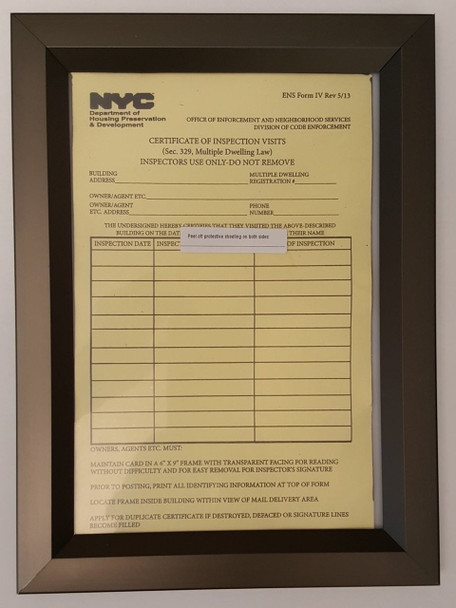 NYC
Department of
Housing Preservation
& Development
ENS Form IV Rev 5/13
OFFICE OF ENFORCEMENT AND NEIGHBORHOOD SERVICES
DIVISION OF CODE ENFORCEMENT
CERTIFICATE OF INSPECTION VISITS
(Sec. 329, Multiple Dwelling Law)
INSPECTORS USE ONLY-DO NOT REMOVE
BUILDING
ADDRESS
MULTIPLE DWELLING
REGISTRATION #
OWNER/AGENT ETC.
OWNER/AGENT
ETC. ADDRESS
PHONE
NUMBER
THE UNDERSIGNED HEREBY CERTIFIES THAT THEY VISITED THE ABOVE-DESCRIBED
BUILDING ON THE DAT THEIR NAME
Peel off protective sheeting on both sides
INSPECTION DATE INSPEC OF INSPECTION
OWNERS, AGENTS ETC. MUST:
MAINTAIN CARD IN A 6" X 9" FRAME WITH TRANSPARENT FACING FOR READING
WITHOUT DIFFICULTY AND FOR EASY REMOVAL FOR INSPECTOR'S SIGNATURE
PRIOR TO POSTING, PRINT ALL IDENTIFYING INFORMATION AT TOP OF FORM
LOCATE FRAME INSIDE BUILDING WITHIN VIEW OF MAIL DELIVERY AREA
APPLY FOR DUPLICATE CERTIFICATE IF DESTROYED, DEFACED OR SIGNATURE LINES
BECOME FILLED